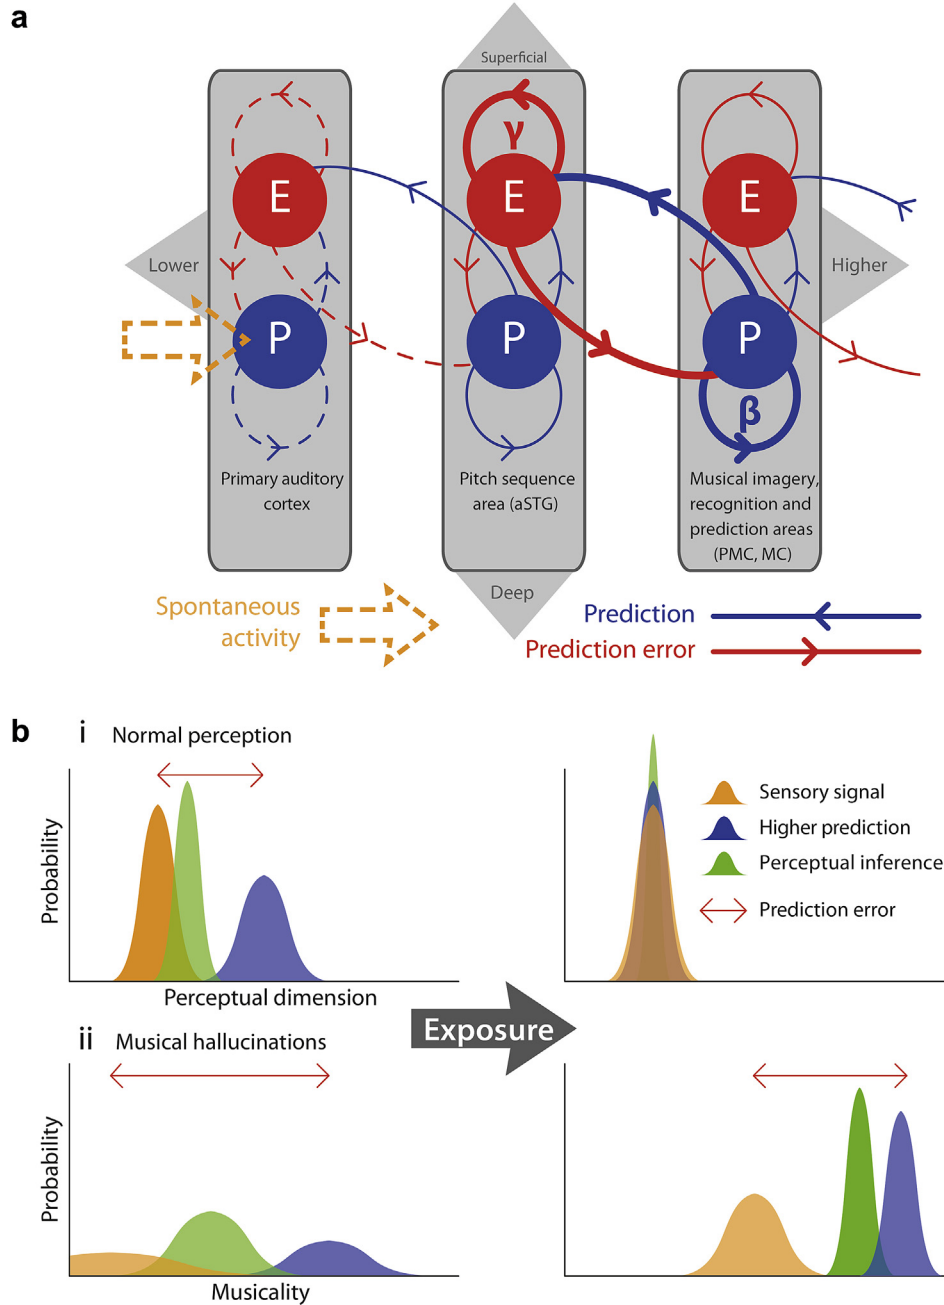 a
Superficial
γ
E
E
E
Lower
Higher
P
P
P
β
Primary auditory
cortex
Pitch sequence
area (aSTG)
Musical imagery,
recognition and
prediction areas
(PMC, MC)
Deep
Spontaneous
activity
Prediction
Prediction error
b
i
Normal perception
Probability
Perceptual dimension
Sensory signal
Higher prediction
Perceptual inference
Prediction error
Exposure
ii
Musical hallucinations
Probability
Musicality